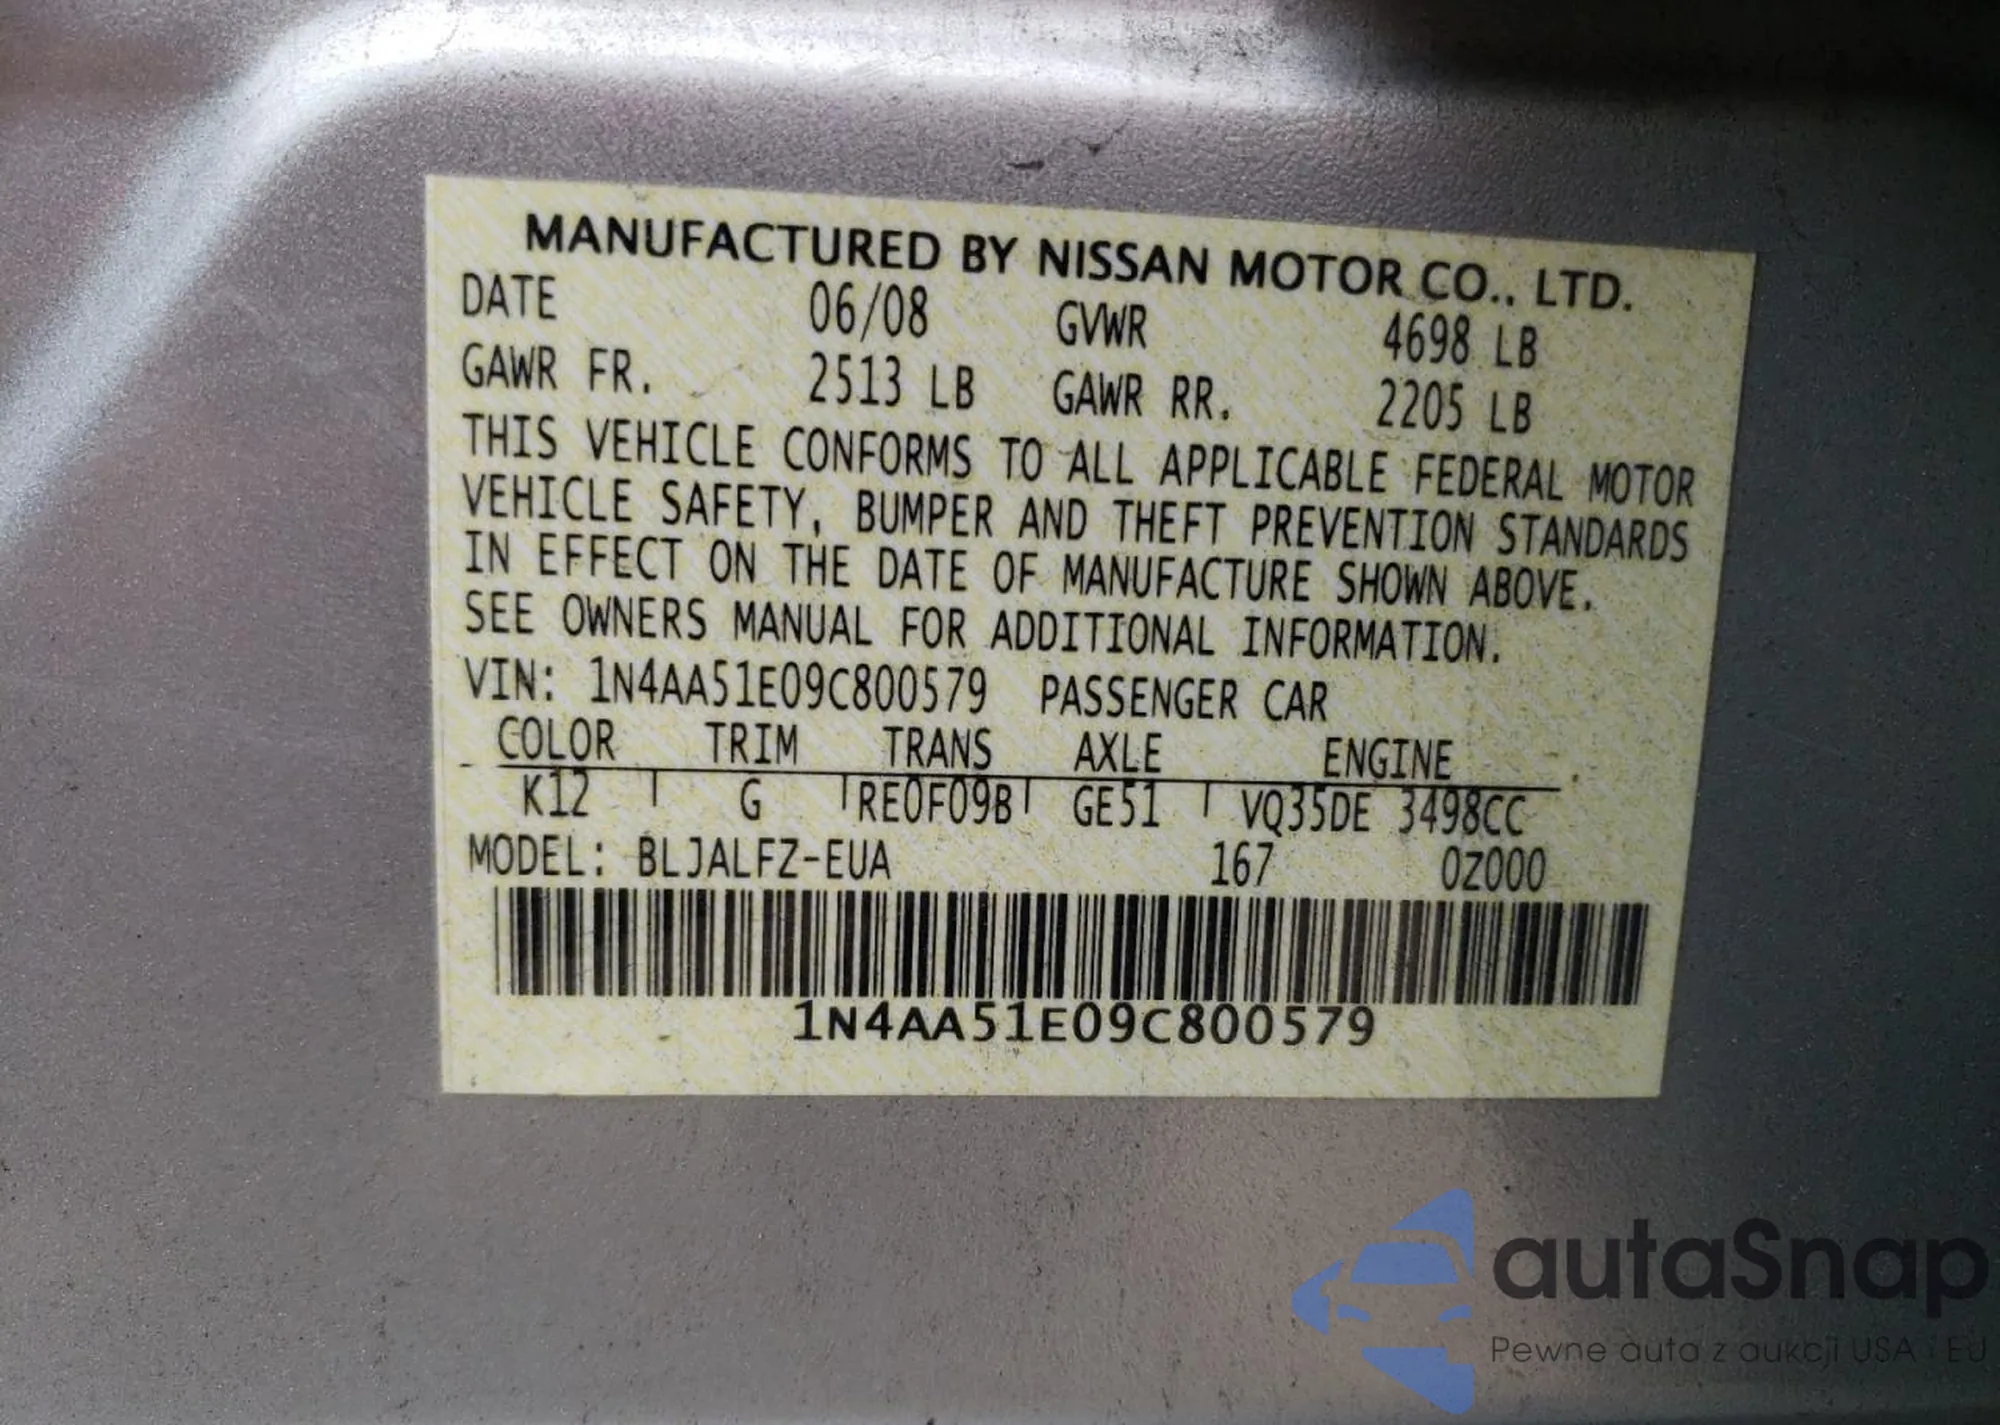 MANUFACTURED BY NISSAN MOTOR CO., LTD.
DATE 06/08 GVWR 4698 LB
GAWR FR. 2513 LB GAWR RR. 2205 LB
THIS VEHICLE CONFORMS TO ALL APPLICABLE FEDERAL MOTOR
VEHICLE SAFETY, BUMPER AND THEFT PREVENTION STANDARDS
IN EFFECT ON THE DATE OF MANUFACTURE SHOWN ABOVE.
SEE OWNERS MANUAL FOR ADDITIONAL INFORMATION.
VIN: 1N4AA51E09C800579 PASSENGER CAR
COLOR TRIM TRANS AXLE ENGINE
K12 G RE0F09B GE51 VQ35DE 3498CC
MODEL: BLJALFZ-EUA 167 0Z000
1N4AA51E09C800579
autaSnap
Pewne auta z aukcji USA i EU